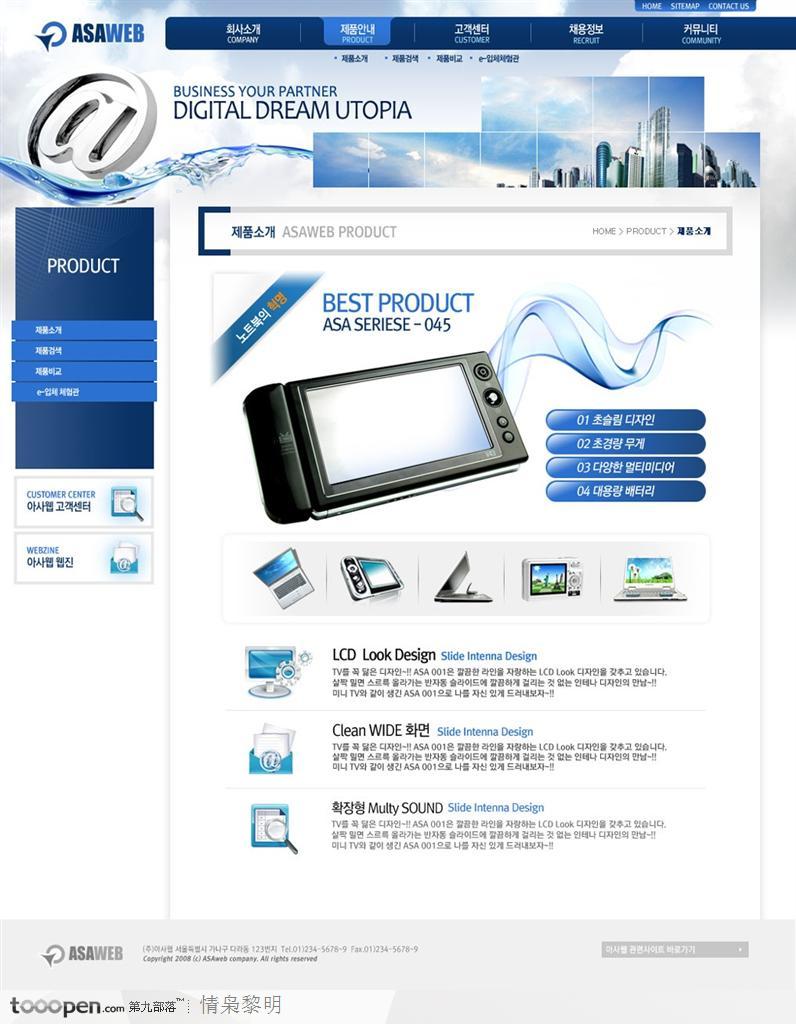 HOME SITEMAP CONTACT US
ASAWEB
회사소개 제품안내 고객센터 채용정보 커뮤니티
COMPANY PRODUCT CUSTOMER RECRUIT COMMUNITY
제품소개 제품검색 제품비교 e-입체체험관
BUSINESS YOUR PARTNER
DIGITAL DREAM UTOPIA
PRODUCT
제품소개
제품검색
제품비교
e-입체 체험관
CUSTOMER CENTER
아사웹 고객센터
WEBZINE
아사웹 웹진
제품소개 ASAWEB PRODUCT
HOME > PRODUCT > 제품소개
노트북의 혁명
BEST PRODUCT
ASA SERIESE - 045
01 초슬림 디자인
02 초경량 무게
03 다양한 멀티미디어
04 대용량 배터리
LCD Look Design Slide Intenna Design
TV를 꼭 닮은 디자인~!! ASA 001은 깔끔한 라인을 자랑하는 LCD Look 디자인을 갖추고 있습니다.
살짝 밀면 스르륵 올라가는 반자동 슬라이드에 깔끔하게 걸리는 것 없는 인테나 디자인의 만남~!!
미니 TV와 같이 생긴 ASA 001으로 나를 자신 있게 드러내보자~!!
Clean WIDE 화면 Slide Intenna Design
TV를 꼭 닮은 디자인~!! ASA 001은 깔끔한 라인을 자랑하는 LCD Look 디자인을 갖추고 있습니다.
살짝 밀면 스르륵 올라가는 반자동 슬라이드에 깔끔하게 걸리는 것 없는 인테나 디자인의 만남~!!
미니 TV와 같이 생긴 ASA 001으로 나를 자신 있게 드러내보자~!!
확장형 Multy SOUND Slide Intenna Design
TV를 꼭 닮은 디자인~!! ASA 001은 깔끔한 라인을 자랑하는 LCD Look 디자인을 갖추고 있습니다.
살짝 밀면 스르륵 올라가는 반자동 슬라이드에 깔끔하게 걸리는 것 없는 인테나 디자인의 만남~!!
미니 TV와 같이 생긴 ASA 001으로 나를 자신 있게 드러내보자~!!
ASAWEB
(주)아사웹 서울특별시 가나구 다라동 123번지 Tel.01)234-5678~9 Fax.01)234-5678~9
Copyright 2008 (c) ASAweb company. All rights reserved
아사웹 관련사이트 바로가기
tooopen.com 第九部落™ 情枭黎明